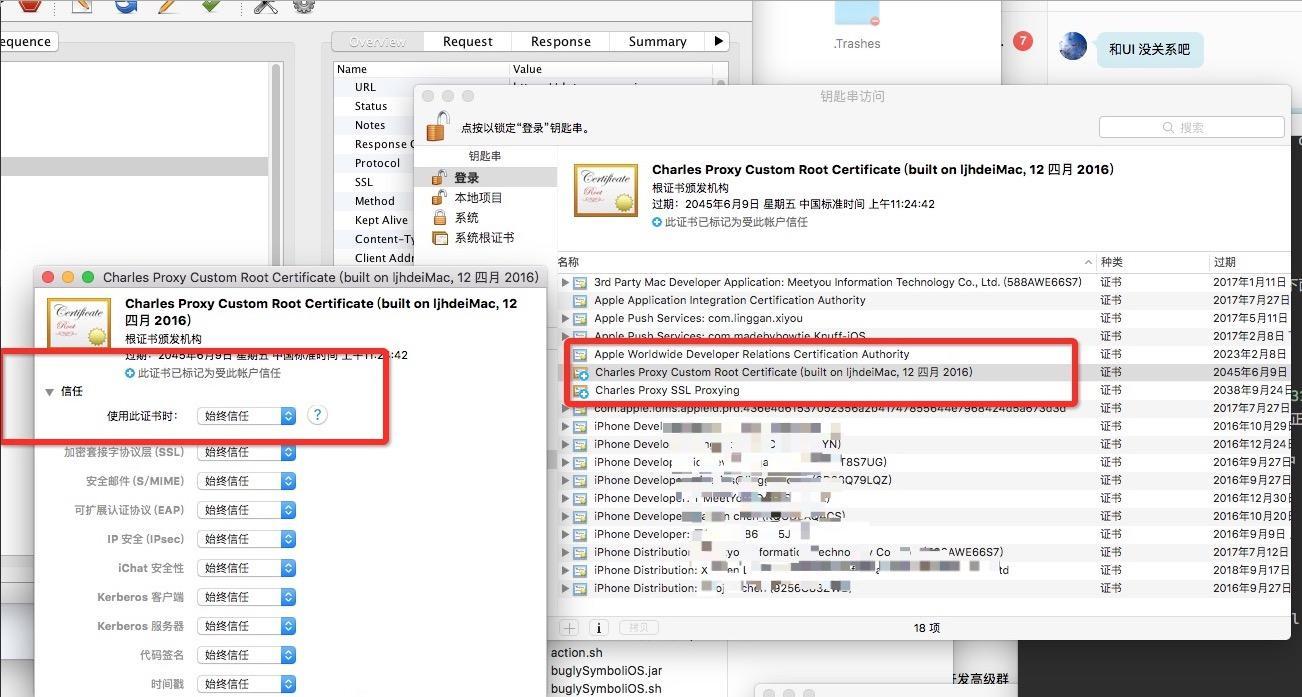 equence
Overview Request Response Summary
Name Value
URL
Status
Notes
Response
Protocol
SSL
Method
Kept Alive
Content-Ty
Client Addr
.Trashes
7
和UI 没关系吧
钥匙串访问
点按以锁定“登录”钥匙串。
搜索
钥匙串
登录
本地项目
系统
系统根证书
Charles Proxy Custom Root Certificate (built on ljhdeiMac, 12 四月 2016)
根证书颁发机构
过期: 2045年6月9日 星期五 中国标准时间 上午11:24:42
此证书已标记为受此帐户信任
名称 种类 过期
3rd Party Mac Developer Application: Meetyou Information Technology Co., Ltd. (588AWE66S7) 证书 2017年1月11日
Apple Application Integration Certification Authority 证书 2017年7月27日
Apple Push Services: com.linggan.xiyou 证书 2017年5月11日
Apple Push Services: com.madebybowtie.Knuff-iOS 证书 2017年2月8日
Apple Worldwide Developer Relations Certification Authority 证书 2023年2月8日
Charles Proxy Custom Root Certificate (built on ljhdeiMac, 12 四月 2016) 证书 2045年6月9日
Charles Proxy SSL Proxying 证书 2038年9月24日
证书 2017年8月31日
iPhone Devel 证书 2016年10月29
iPhone Develo YN) 证书 2016年12月24
iPhone Develop T8S7UG) 证书 2016年9月27日
iPhone Develope Q79LQZ) 证书 2016年9月27日
iPhone Developer: 证书 2016年12月30
iPhone Developer: 证书 2016年10月20
iPhone Developer: 86 5J 证书 2016年9月9日
iPhone Distribution AWE66S7) 证书 2017年7月12日
iPhone Distribution: X td 证书 2018年9月17日
iPhone Distribution: 证书 2016年9月27日
拷贝
18 项
Charles Proxy Custom Root Certificate (built on ljhdeiMac, 12 四月 2016)
Charles Proxy Custom Root Certificate (built on ljhdeiMac, 12
四月 2016)
根证书颁发机构
过期: 2045年6月9日 星期五 中国标准时间 上午11:24:42
此证书已标记为受此帐户信任
信任
使用此证书时: 始终信任 ?
加密套接字协议层 (SSL) 始终信任
安全邮件 (S/MIME) 始终信任
可扩展认证协议 (EAP) 始终信任
IP 安全 (IPsec) 始终信任
iChat 安全性 始终信任
Kerberos 客户端 始终信任
Kerberos 服务器 始终信任
代码签名 始终信任
时间戳 始终信任
action.sh
buglySymboliOS.jar
buglySymboliOS.sh
开发高级群